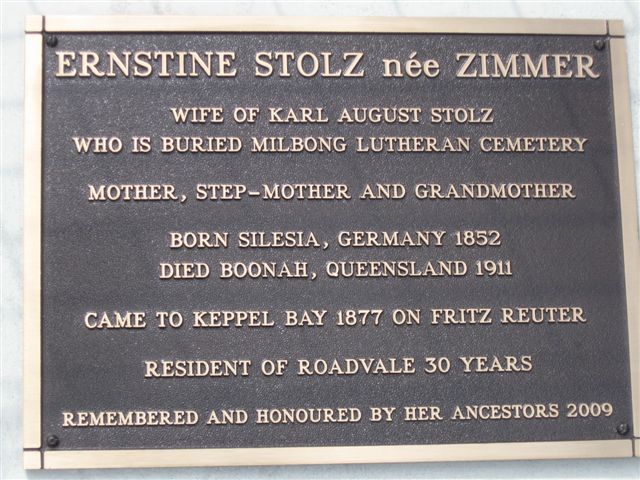 ERNSTINE STOLZ née ZIMMER
WIFE OF KARL AUGUST STOLZ
WHO IS BURIED MILBONG LUTHERAN CEMETERY
MOTHER, STEP-MOTHER AND GRANDMOTHER
BORN SILESIA, GERMANY 1852
DIED BOONAH, QUEENSLAND 1911
CAME TO KEPPEL BAY 1877 ON FRITZ REUTER
RESIDENT OF ROADVALE 30 YEARS
REMEMBERED AND HONOURED BY HER ANCESTORS 2009